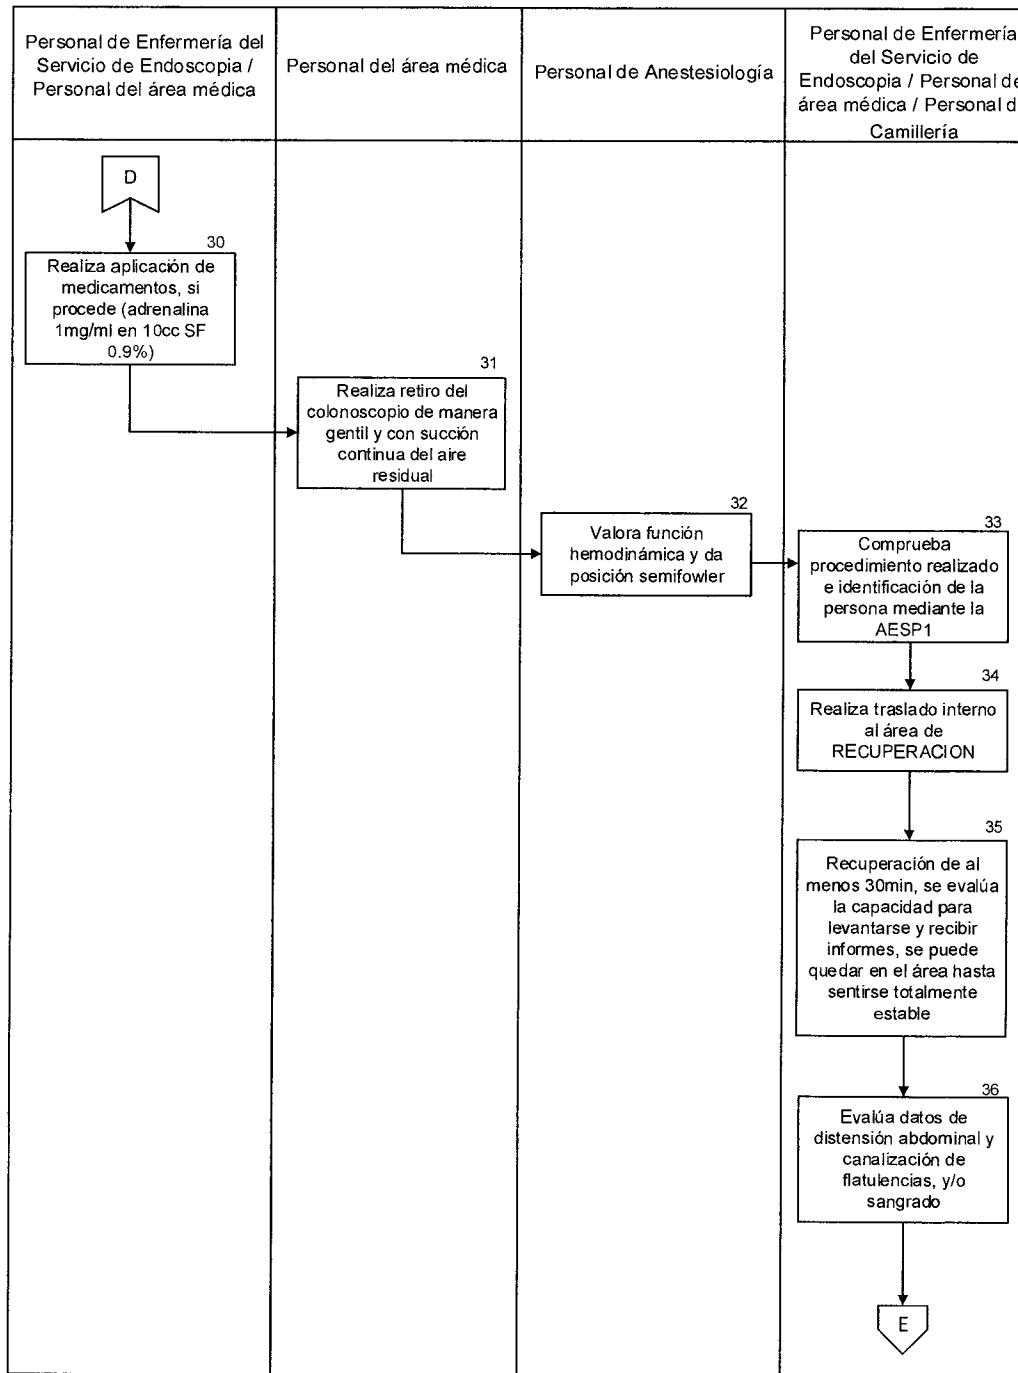 Personal de Enfermería del
Servicio de Endoscopia /
Personal del área médica
Personal del área médica
Personal de Anestesiología
Personal de Enfermería
del Servicio de
Endoscopia / Personal de
área médica / Personal d
Camillería
D
30
Realiza aplicación de
medicamentos, si
procede (adrenalina
1mg/ml en 10cc SF
0.9%)
31
Realiza retiro del
colonoscopio de manera
gentil y con succión
continua del aire
residual
32
Valora función
hemodinámica y da
posición semifowler
33
Comprueba
procedimiento realizado
e identificación de la
persona mediante la
AESP1
34
Realiza traslado interno
al área de
RECUPERACION
35
Recuperación de al
menos 30min, se evalúa
la capacidad para
levantarse y recibir
informes, se puede
quedar en el área hasta
sentirse totalmente
estable
36
Evalúa datos de
distensión abdominal y
canalización de
flatulencias, y/o
sangrado
E